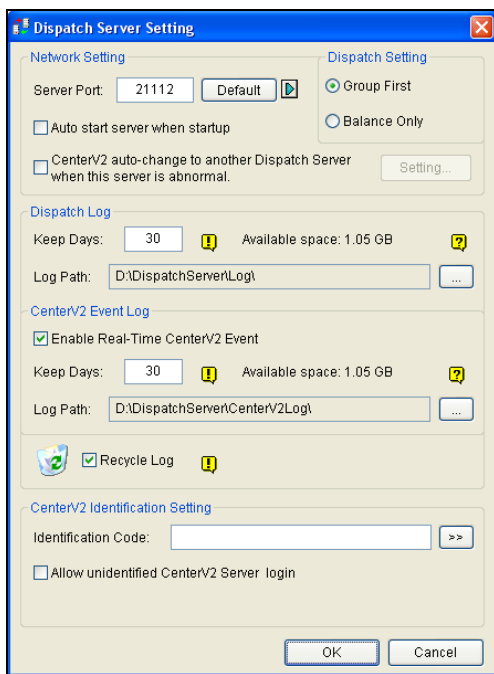 Dispatch Server Setting
Network Setting
Server Port: 21112 Default
Auto start server when startup
CenterV2 auto-change to another Dispatch Server
when this server is abnormal.
Setting...
Dispatch Setting
Group First
Balance Only
Dispatch Log
Keep Days: 30 ! Available space: 1.05 GB ?
Log Path: D:\DispatchServer\Log\ ...
CenterV2 Event Log
Enable Real-Time CenterV2 Event
Keep Days: 30 ! Available space: 1.05 GB ?
Log Path: D:\DispatchServer\CenterV2Log\ ...
Recycle Log !
CenterV2 Identification Setting
Identification Code: >>
Allow unidentified CenterV2 Server login
OK Cancel